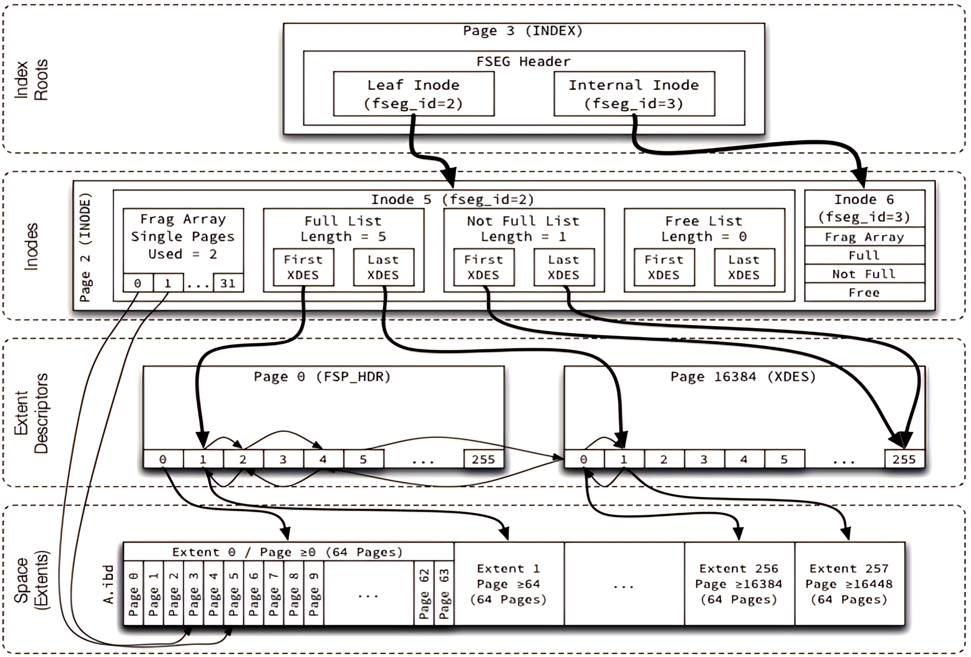 Index
Roots
Page 3 (INDEX)
FSEG Header
Leaf Inode
(fseg_id=2)
Internal Inode
(fseg_id=3)
Inodes
Page 2 (INODE)
Inode 5 (fseg_id=2)
Frag Array
Single Pages
Used = 2
0 1 ... 31
Full List
Length = 5
First
XDES
Last
XDES
Not Full List
Length = 1
First
XDES
Last
XDES
Free List
Length = 0
First
XDES
Last
XDES
Inode 6
(fseg_id=3)
Frag Array
Full
Not Full
Free
Extent
Descriptors
Page 0 (FSP_HDR)
0 1 2 3 4 5 ... 255
Page 16384 (XDES)
0 1 2 3 4 5 ... 255
Space
(Extents)
A.ibd
Extent 0 / Page ≥0 (64 Pages)
Page 0
Page 1
Page 2
Page 3
Page 4
Page 5
Page 6
Page 7
Page 8
Page 9
...
Page 62
Page 63
Extent 1
Page ≥64
(64 Pages)
...
Extent 256
Page ≥16384
(64 Pages)
Extent 257
Page ≥16448
(64 Pages)